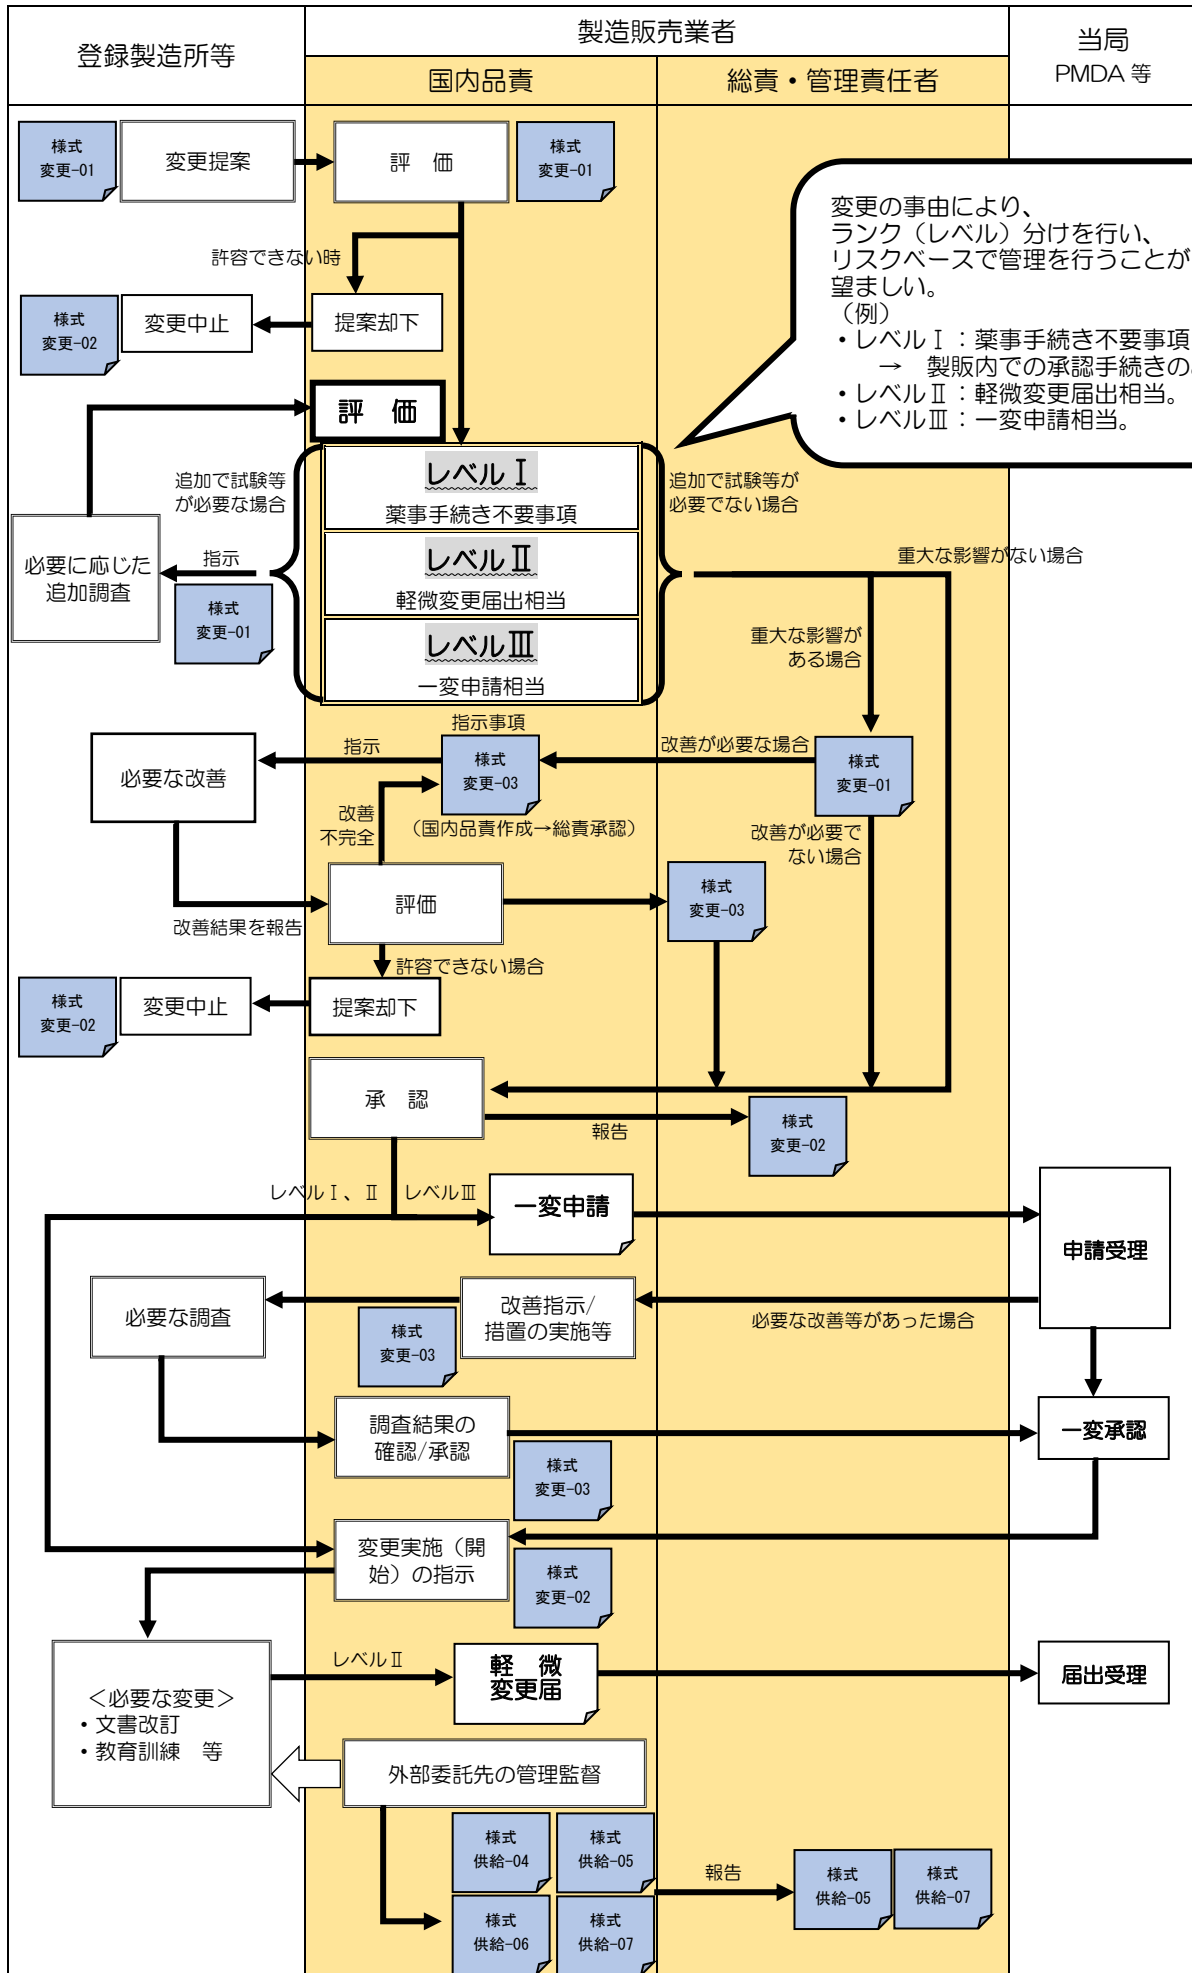 登録製造所等
製造販売業者
国内品責
総責・管理責任者
当局
PMDA 等
様式
変更-01
変更提案
評　価
様式
変更-01
変更の事由により、
ランク（レベル）分けを行い、
リスクベースで管理を行うことが
望ましい。
（例）
・レベルⅠ：薬事手続き不要事項
→　製販内での承認手続きの
・レベルⅡ：軽微変更届出相当。
・レベルⅢ：一変申請相当。
許容できない時
様式
変更-02
変更中止
提案却下
評　価
追加で試験等
が必要な場合
レベルⅠ
薬事手続き不要事項
追加で試験等が
必要でない場合
必要に応じた
追加調査
指示
様式
変更-01
レベルⅡ
軽微変更届出相当
重大な影響がない場合
レベルⅢ
一変申請相当
重大な影響が
ある場合
必要な改善
指示
指示事項
様式
変更-03
（国内品責作成→総責承認）
改善が必要な場合
様式
変更-01
改善
不完全
改善が必要で
ない場合
改善結果を報告
評価
様式
変更-03
許容できない場合
様式
変更-02
変更中止
提案却下
承　認
報告
様式
変更-02
レベルⅠ、Ⅱ
レベルⅢ
一変申請
申請受理
必要な調査
様式
変更-03
改善指示/
措置の実施等
必要な改善等があった場合
調査結果の
確認/承認
様式
変更-03
一変承認
変更実施（開
始）の指示
様式
変更-02
＜必要な変更＞
・文書改訂
・教育訓練　等
レベルⅡ
軽　微
変更届
届出受理
外部委託先の管理監督
様式
供給-04
様式
供給-05
様式
供給-06
様式
供給-07
報告
様式
供給-05
様式
供給-07